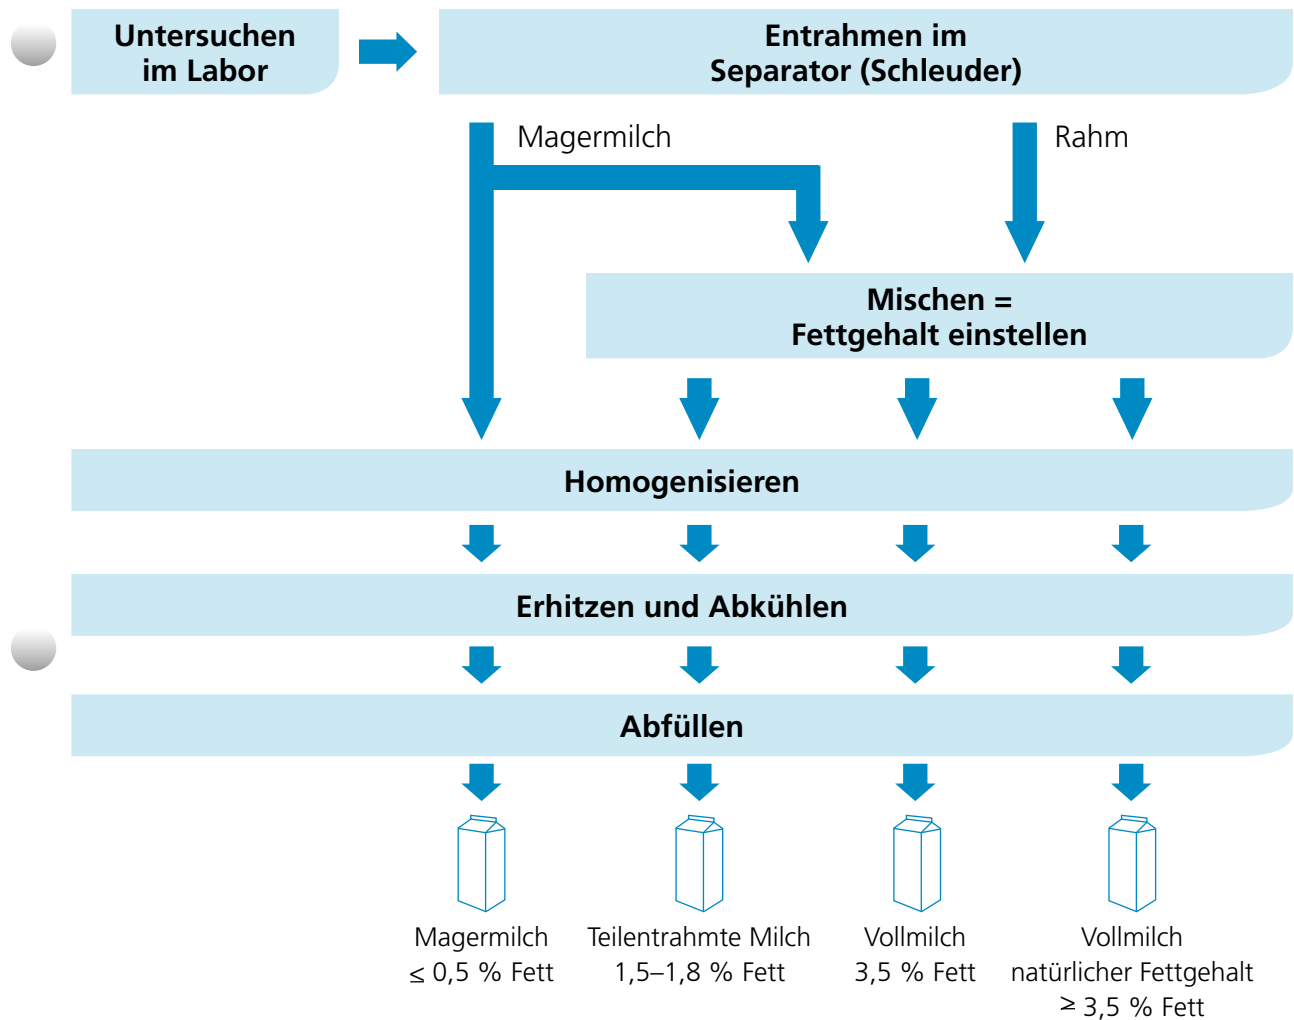 Untersuchen
im Labor
Entrahmen im
Separator (Schleuder)
Magermilch
Rahm
Mischen =
Fettgehalt einstellen
Homogenisieren
Erhitzen und Abkühlen
Abfüllen
Magermilch
≤ 0,5 % Fett
Teilentrahmte Milch
1,5–1,8 % Fett
Vollmilch
3,5 % Fett
Vollmilch
natürlicher Fettgehalt
≥ 3,5 % Fett